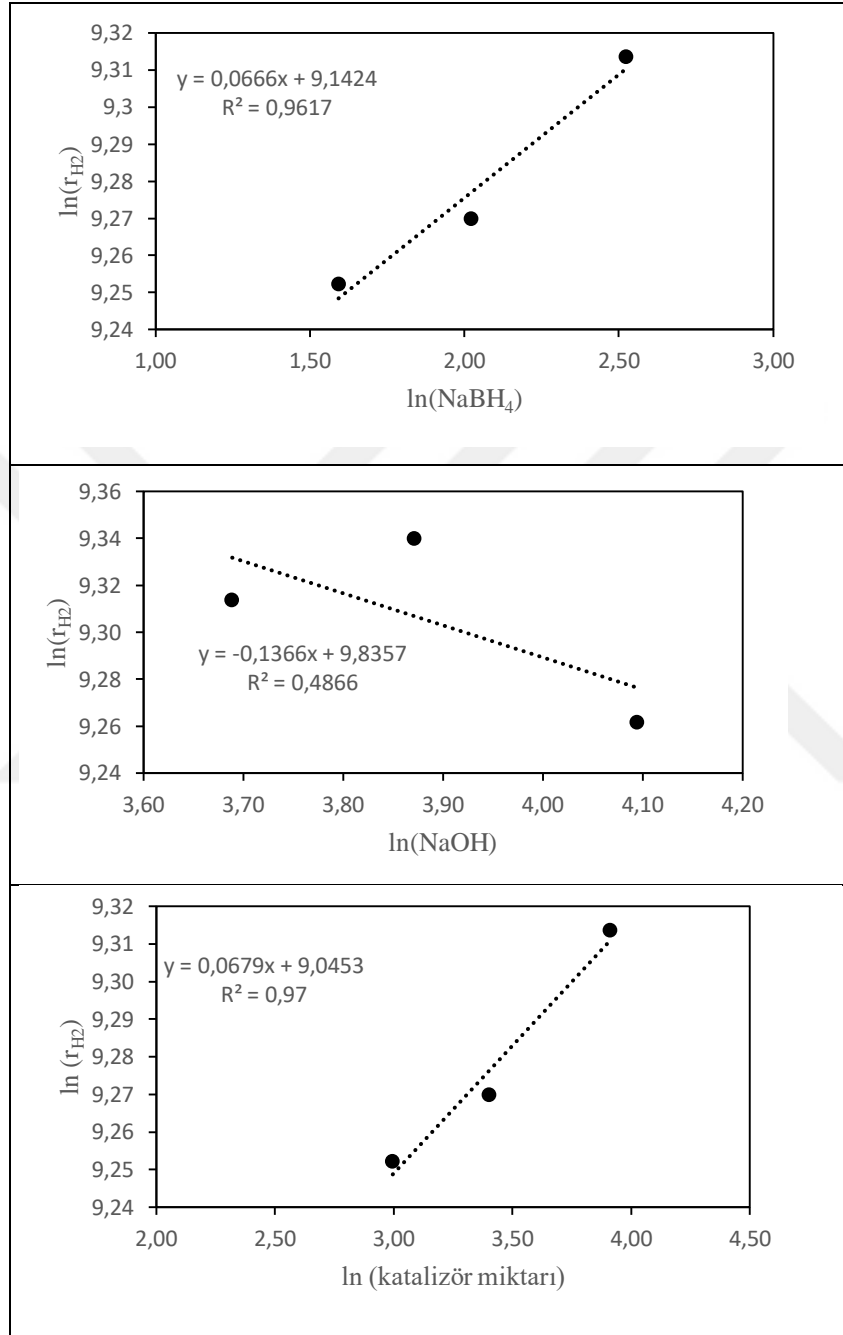 9,32
9,31
9,3
9,29
9,28
9,27
9,26
9,25
9,24
ln(r_H2)
y = 0,0666x + 9,1424
R² = 0,9617
1,00 1,50 2,00 2,50 3,00
ln(NaBH₄)
9,36
9,34
9,32
9,30
9,28
9,26
9,24
ln(r_H2)
y = -0,1366x + 9,8357
R² = 0,4866
3,60 3,70 3,80 3,90 4,00 4,10 4,20
ln(NaOH)
9,32
9,31
9,30
9,29
9,28
9,27
9,26
9,25
9,24
ln (r_H2)
y = 0,0679x + 9,0453
R² = 0,97
2,00 2,50 3,00 3,50 4,00 4,50
ln (katalizör miktarı)